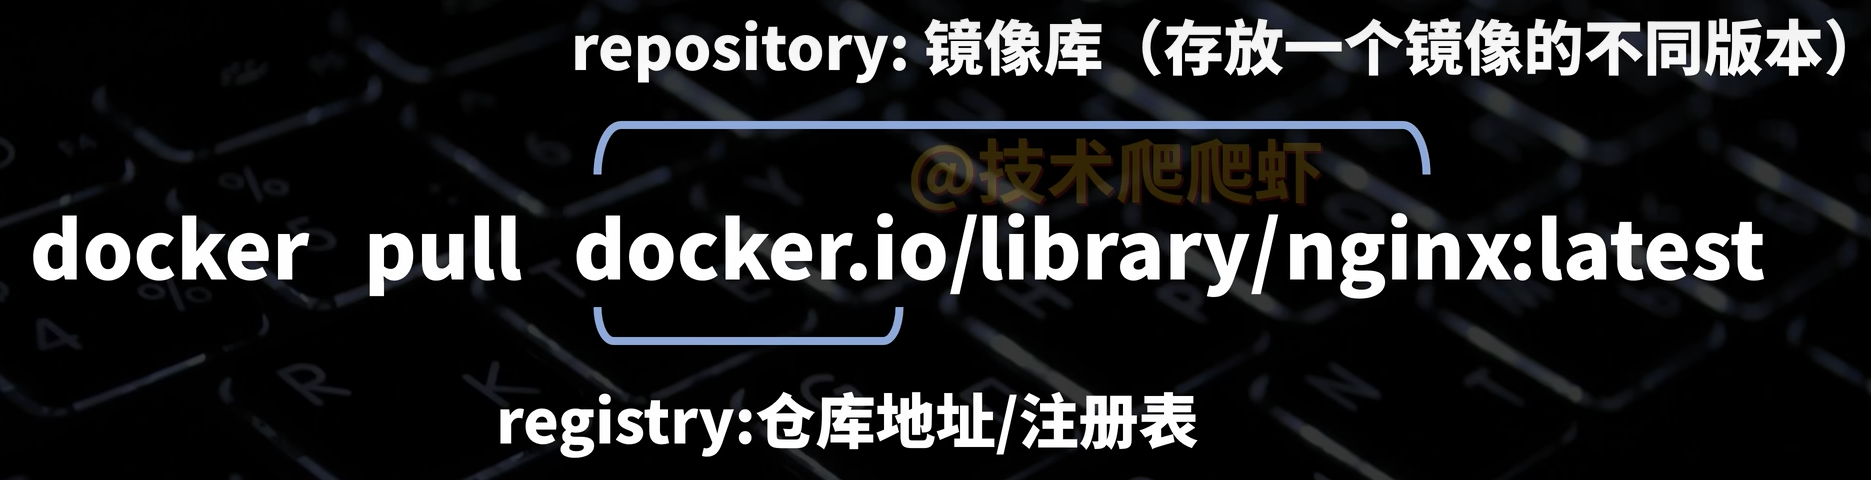 repository: 镜像库（存放一个镜像的不同版本）
@技术爬爬虾
docker pull docker.io/library/nginx:latest
registry:仓库地址/注册表